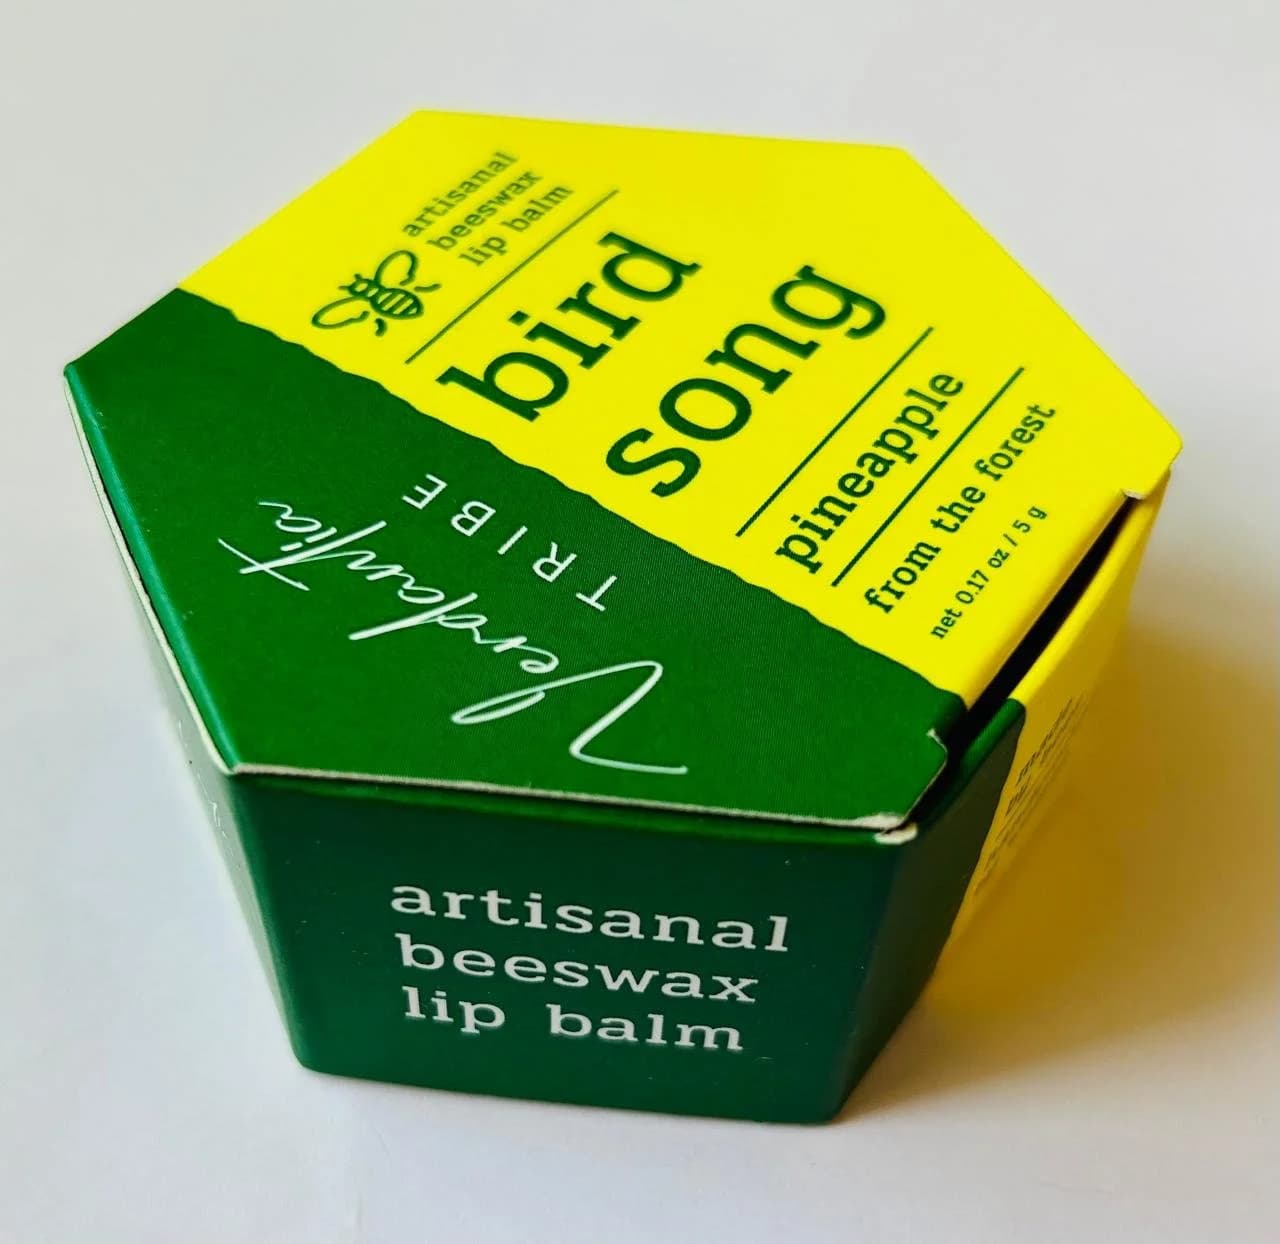 artisanal
beeswax
lip balm
bird
song
pineapple
from the forest
net 0.17 oz / 5 g
Verdantia
TRIBE
artisanal
beeswax
lip balm